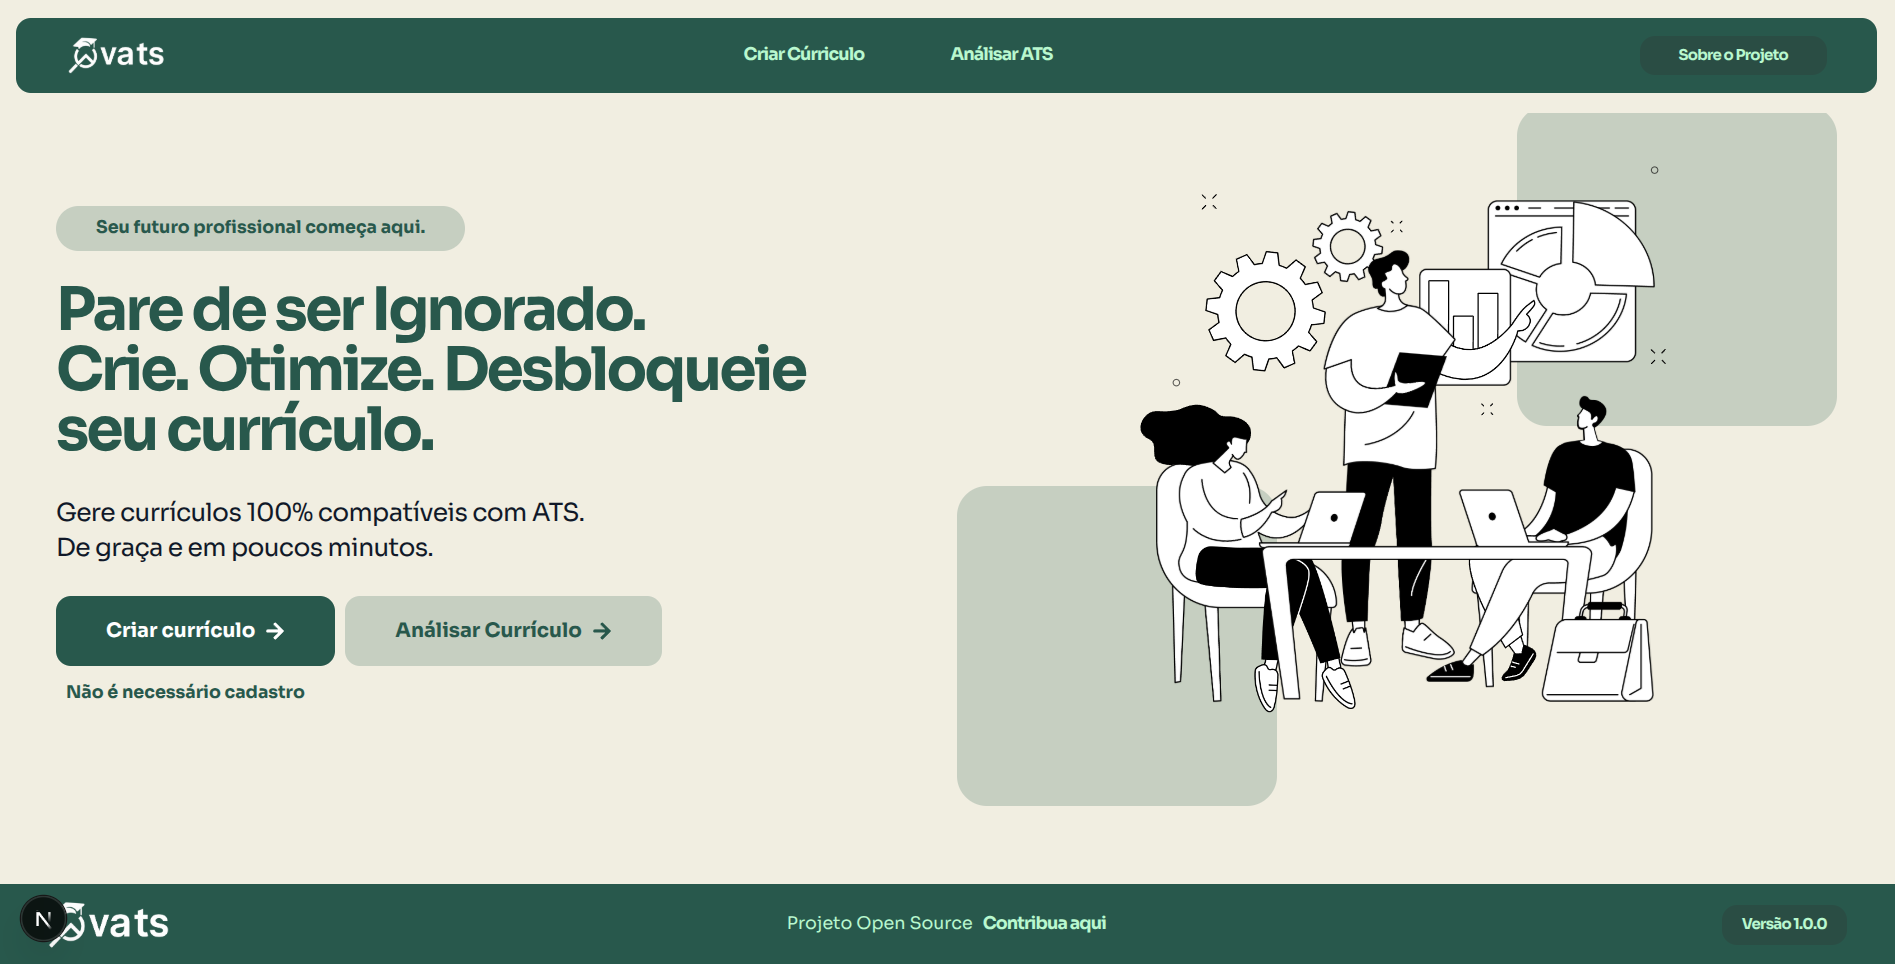 vats
Criar Cúrriculo
Análisar ATS
Sobre o Projeto
Seu futuro profissional começa aqui.
Pare de ser Ignorado.
Crie. Otimize. Desbloqueie
seu currículo.
Gere currículos 100% compatíveis com ATS.
De graça e em poucos minutos.
Criar currículo →
Análisar Currículo →
Não é necessário cadastro
N
vats
Projeto Open Source Contribua aqui
Versão 1.0.0